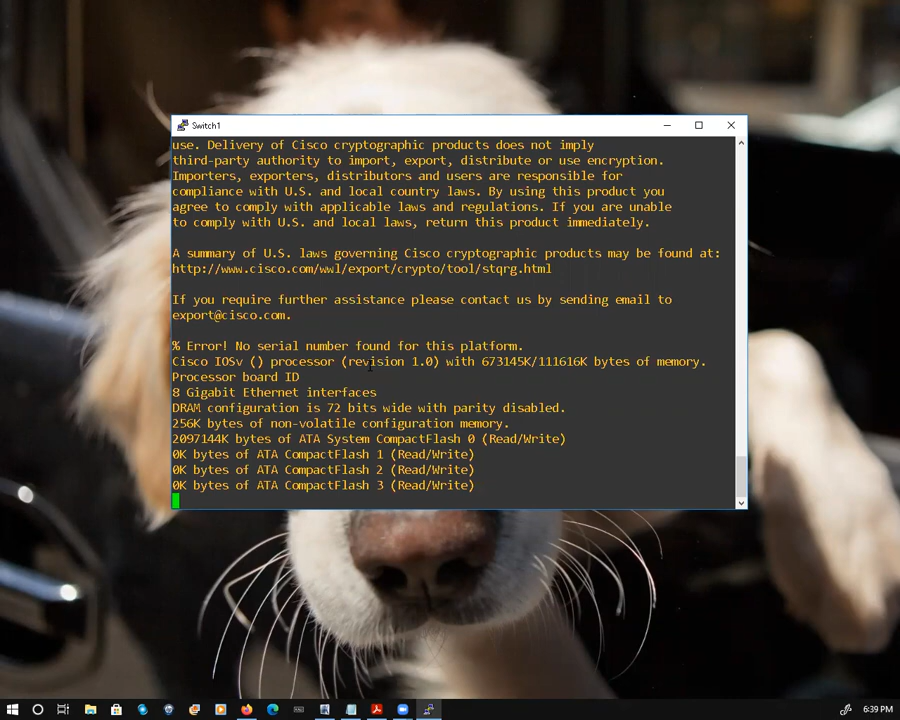 Switch1
use. Delivery of Cisco cryptographic products does not imply
third-party authority to import, export, distribute or use encryption.
Importers, exporters, distributors and users are responsible for
compliance with U.S. and local country laws. By using this product you
agree to comply with applicable laws and regulations. If you are unable
to comply with U.S. and local laws, return this product immediately.
A summary of U.S. laws governing Cisco cryptographic products may be found at:
http://www.cisco.com/wwl/export/crypto/tool/stqrg.html
If you require further assistance please contact us by sending email to
export@cisco.com.
% Error! No serial number found for this platform.
Cisco IOSv () processor (revision 1.0) with 673145K/111616K bytes of memory.
Processor board ID
8 Gigabit Ethernet interfaces
DRAM configuration is 72 bits wide with parity disabled.
256K bytes of non-volatile configuration memory.
2097144K bytes of ATA System CompactFlash 0 (Read/Write)
0K bytes of ATA CompactFlash 1 (Read/Write)
0K bytes of ATA CompactFlash 2 (Read/Write)
0K bytes of ATA CompactFlash 3 (Read/Write)
6:39 PM